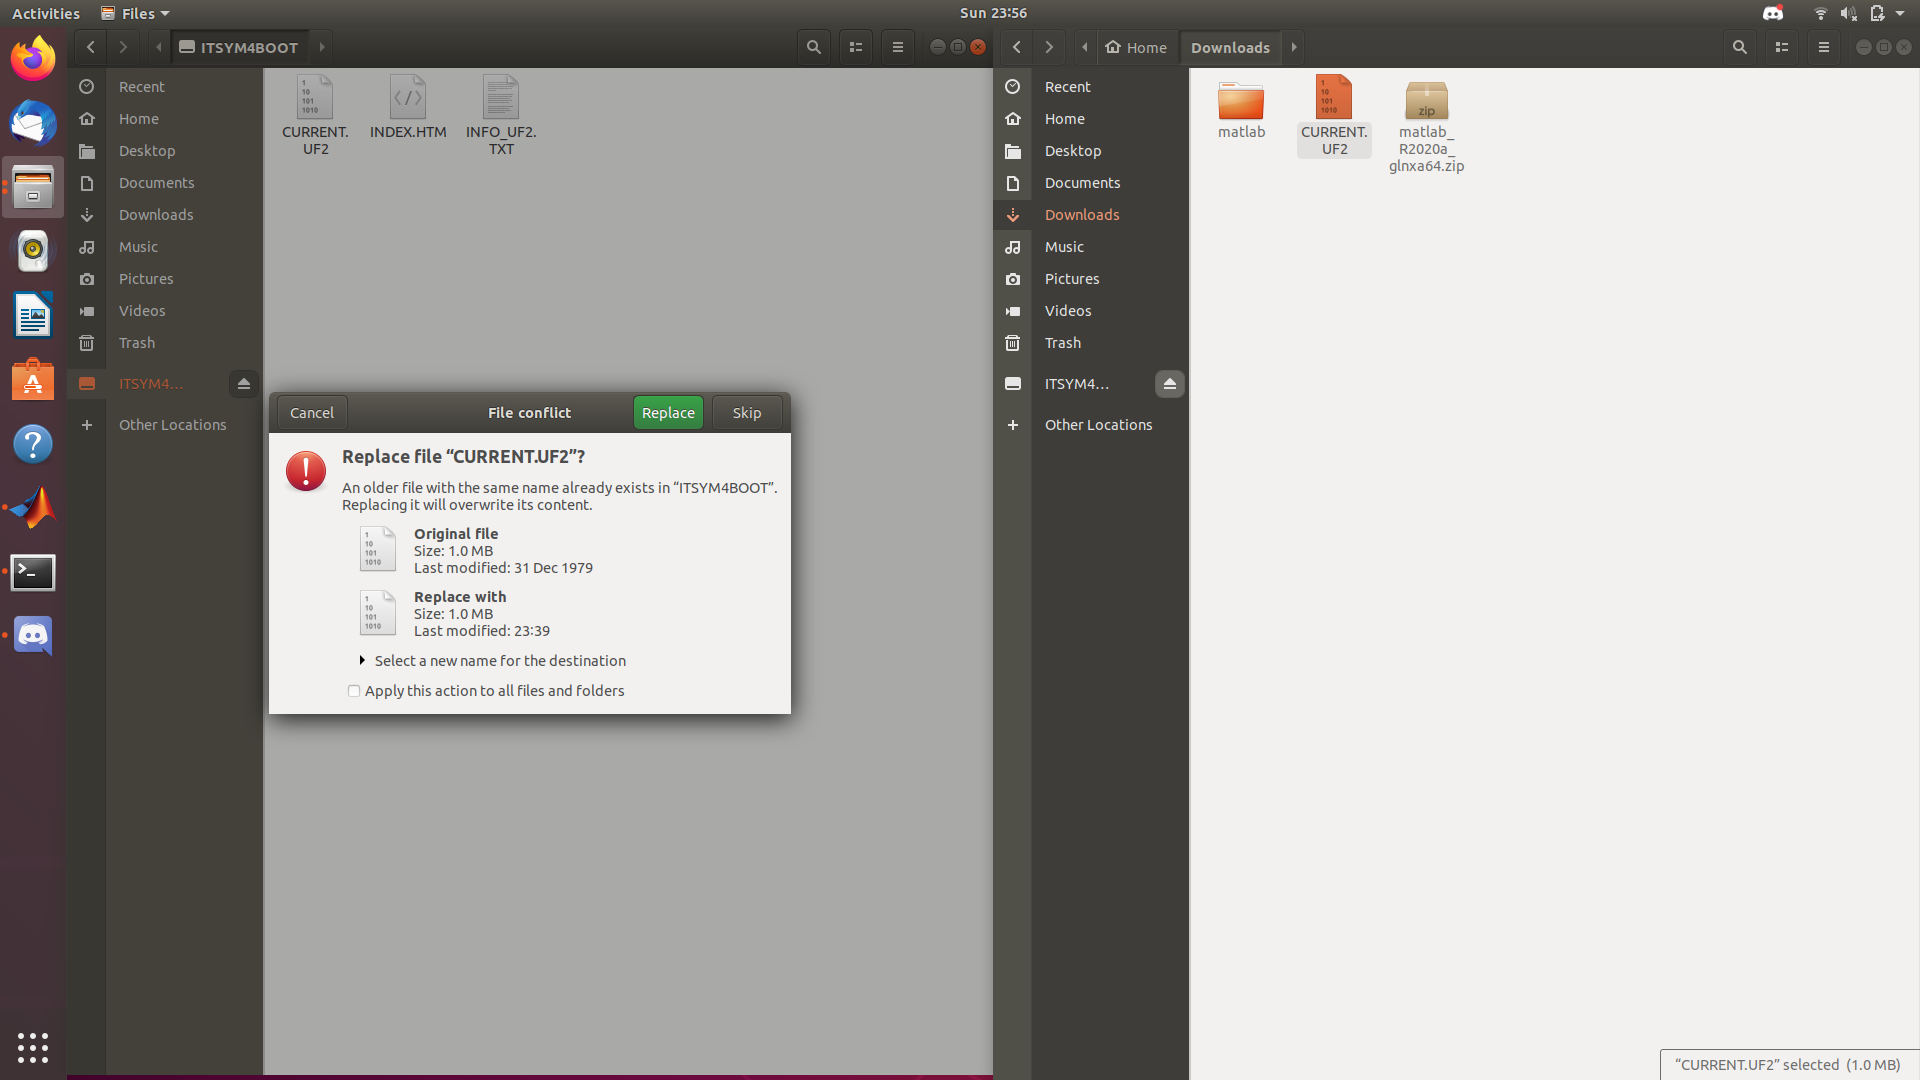 Activities
Files
Sun 23:56
ITSYM4BOOT
Home
Downloads
Recent
Home
Desktop
Documents
Downloads
Music
Pictures
Videos
Trash
ITSYM4…
Other Locations
CURRENT.
UF2
INDEX.HTM
INFO_UF2.
TXT
Cancel
File conflict
Replace
Skip
Replace file “CURRENT.UF2”?
An older file with the same name already exists in “ITSYM4BOOT”.
Replacing it will overwrite its content.
Original file
Size: 1.0 MB
Last modified: 31 Dec 1979
Replace with
Size: 1.0 MB
Last modified: 23:39
Select a new name for the destination
Apply this action to all files and folders
Recent
Home
Desktop
Documents
Downloads
Music
Pictures
Videos
Trash
ITSYM4…
Other Locations
matlab
CURRENT.
UF2
zip
matlab_
R2020a_
glnxa64.zip
“CURRENT.UF2” selected (1.0 MB)